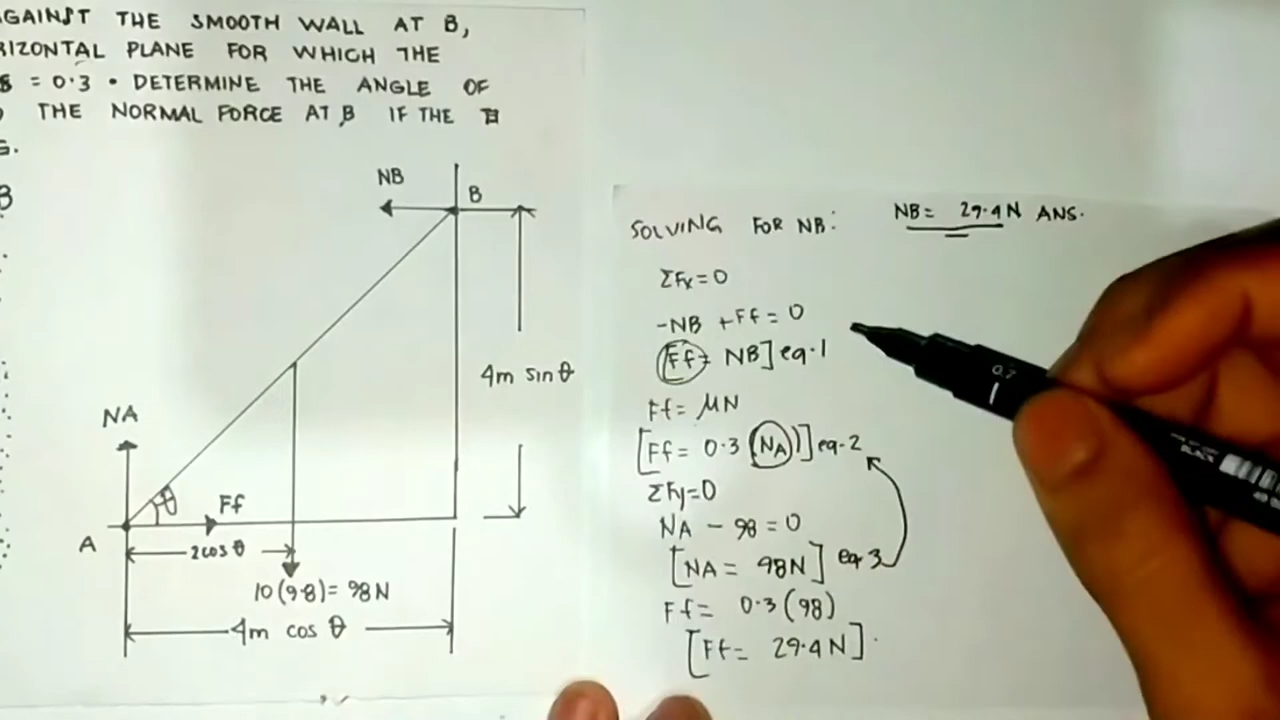 AGAINST THE SMOOTH WALL AT B,
RIZONTAL PLANE FOR WHICH THE
S = 0.3 . DETERMINE THE ANGLE OF
THE NORMAL FORCE AT B IF THE
G.
B
NB
B
4m sin θ
NA
θ
Ff
A
2cos θ
10(9.8) = 98N
4m cos θ
SOLVING FOR NB:
NB = 29.4N ANS.
ΣFx=0
-NB +Ff = 0
Ff = NB] eq.1
Ff = μN
[Ff = 0.3 (NA)] eq.2
ΣFy=0
NA - 98 = 0
[NA = 98N] eq 3
Ff = 0.3(98)
[Ff = 29.4N].
0.7
BLACK